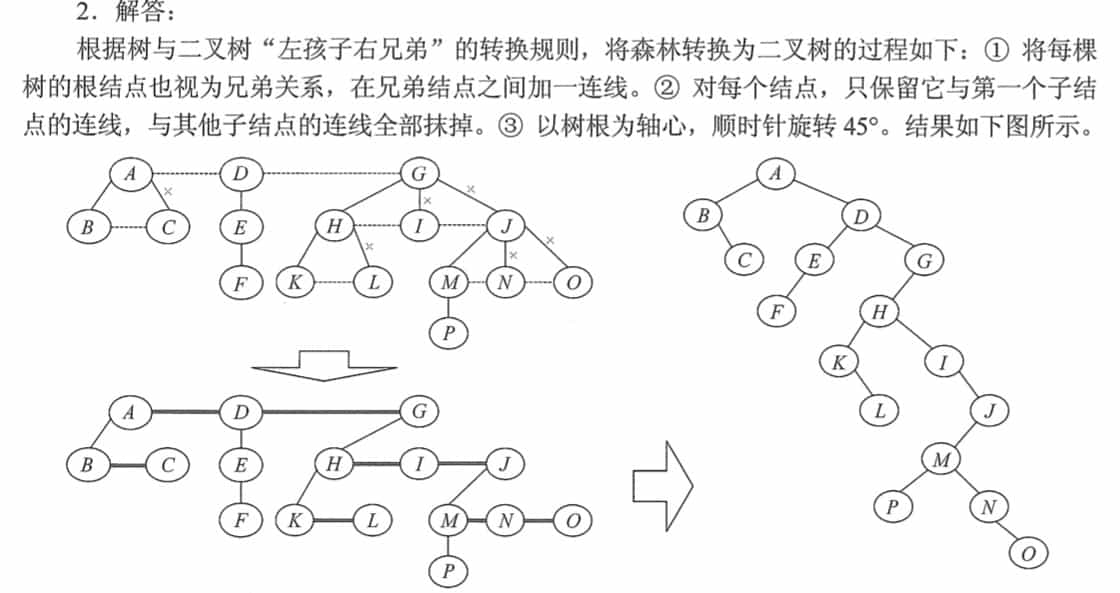 2．解答：
根据树与二叉树“左孩子右兄弟”的转换规则，将森林转换为二叉树的过程如下：① 将每棵
树的根结点也视为兄弟关系，在兄弟结点之间加一连线。② 对每个结点，只保留它与第一个子结
点的连线，与其他子结点的连线全部抹掉。③ 以树根为轴心，顺时针旋转 45°。结果如下图所示。
A D G
B C E H I J
F K L M N O
P
A D G
B C E H I J
F K L M N O
P
A
B D
C E G
F H
K I
L J
M
P N
O